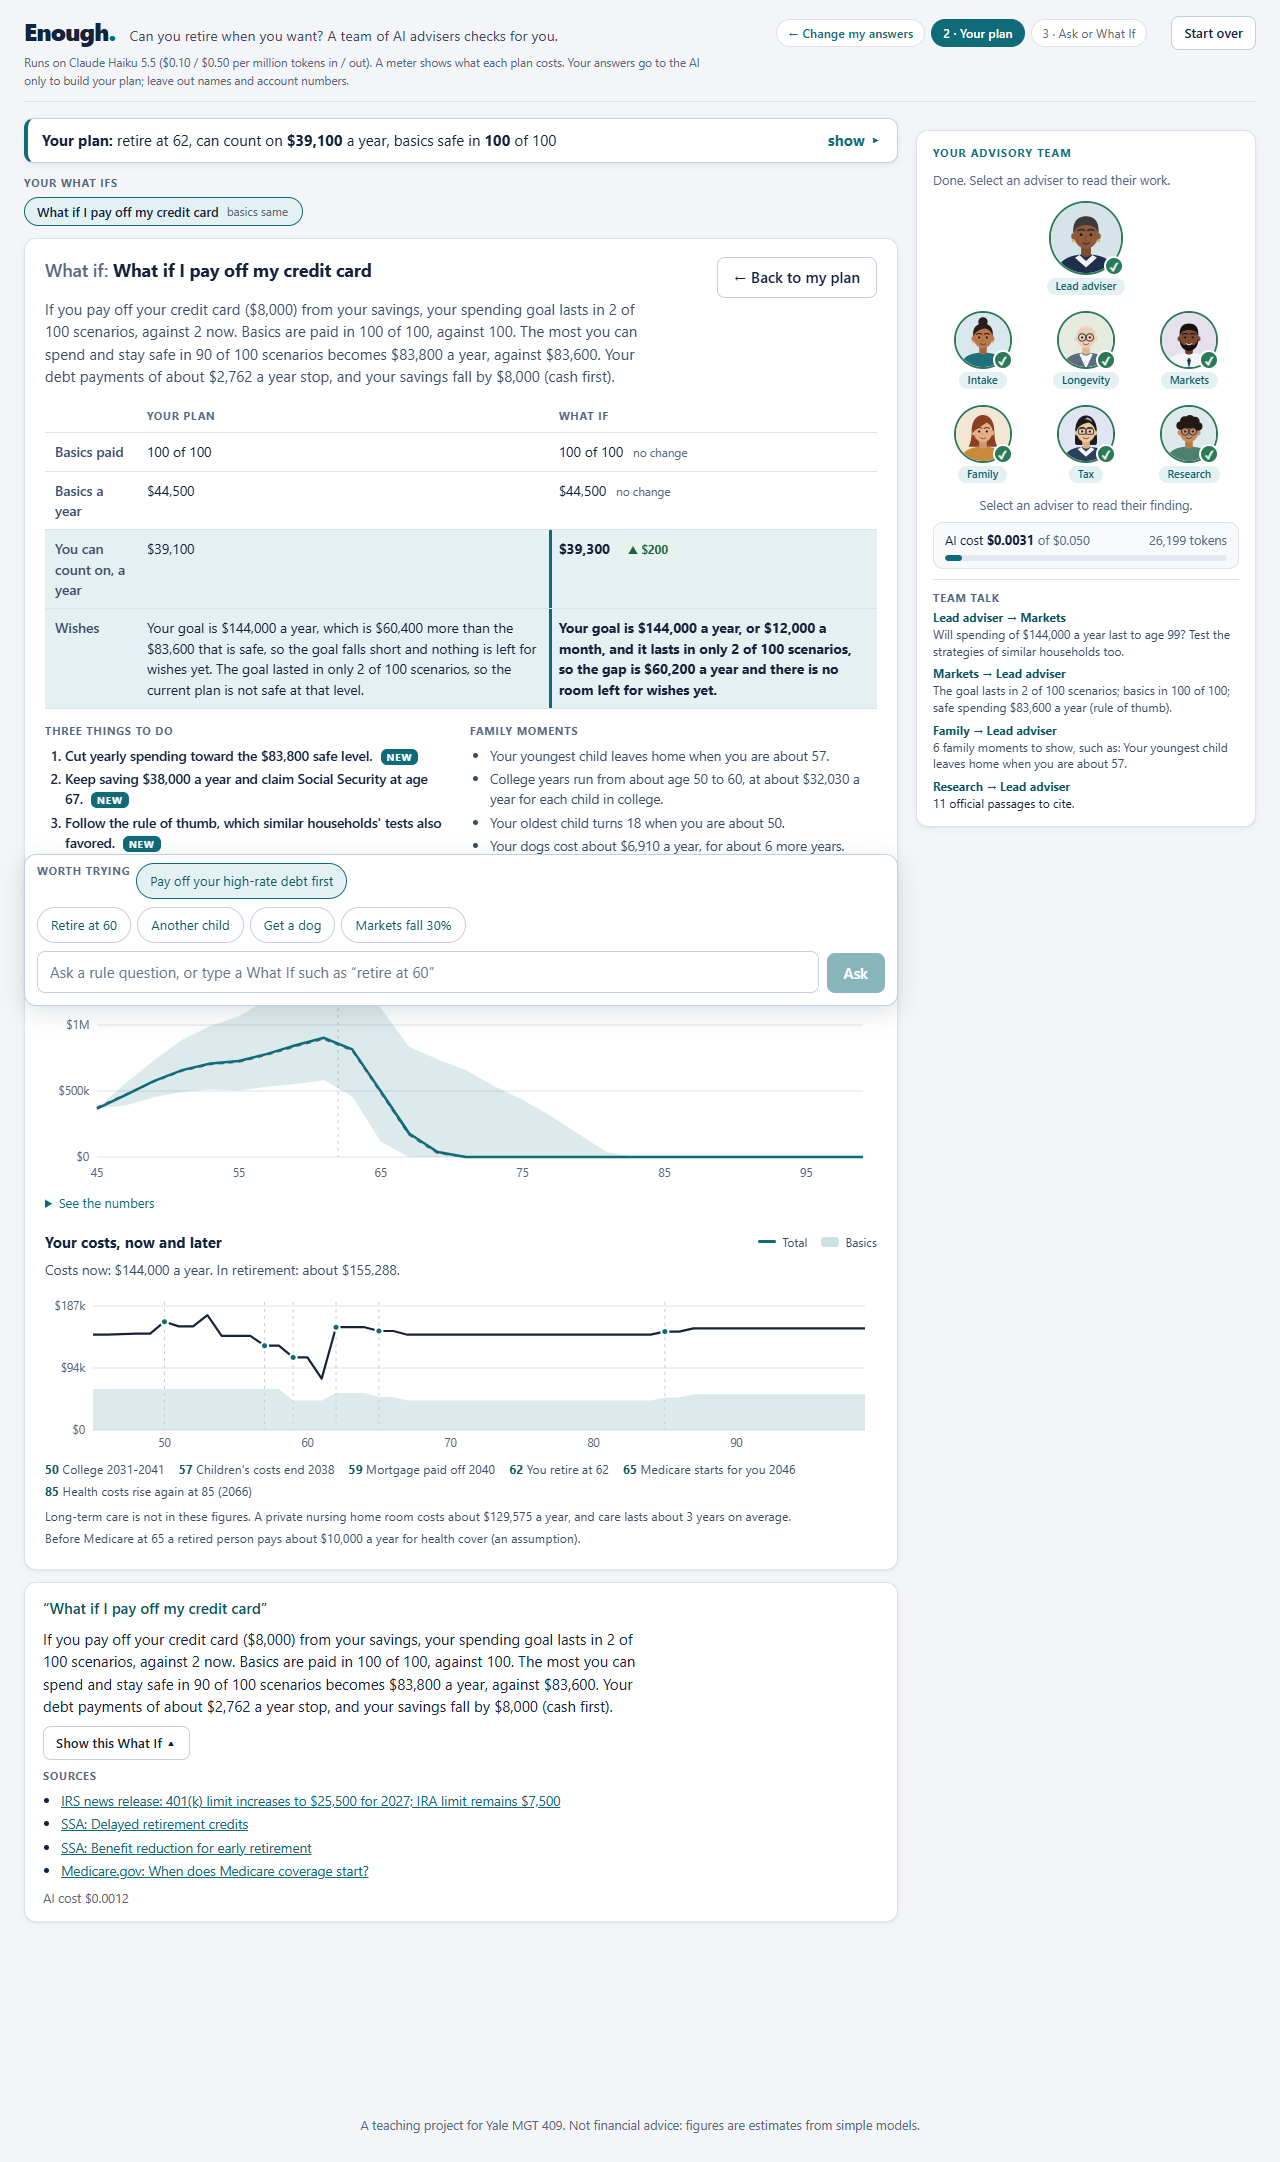 Enough. Can you retire when you want? A team of AI advisers checks for you.
← Change my answers
2 · Your plan
3 · Ask or What If
Start over
Runs on Claude Haiku 5.5 ($0.10 / $0.50 per million tokens in / out). A meter shows what each plan costs. Your answers go to the AI
only to build your plan; leave out names and account numbers.
Your plan: retire at 62, can count on $39,100 a year, basics safe in 100 of 100
show ▸
YOUR WHAT IFS
What if I pay off my credit card basics same
What if: What if I pay off my credit card
← Back to my plan
If you pay off your credit card ($8,000) from your savings, your spending goal lasts in 2 of
100 scenarios, against 2 now. Basics are paid in 100 of 100, against 100. The most you can
spend and stay safe in 90 of 100 scenarios becomes $83,800 a year, against $83,600. Your
debt payments of about $2,762 a year stop, and your savings fall by $8,000 (cash first).
YOUR PLAN WHAT IF
Basics paid 100 of 100 100 of 100 no change
Basics a
year
$44,500 $44,500 no change
You can
count on, a
year
$39,100 $39,300 ▲ $200
Wishes
Your goal is $144,000 a year, which is $60,400 more than the
$83,600 that is safe, so the goal falls short and nothing is left for
wishes yet. The goal lasted in only 2 of 100 scenarios, so the
current plan is not safe at that level.
Your goal is $144,000 a year, or $12,000 a
month, and it lasts in only 2 of 100 scenarios,
so the gap is $60,200 a year and there is no
room left for wishes yet.
THREE THINGS TO DO
1. Cut yearly spending toward the $83,800 safe level. NEW
2. Keep saving $38,000 a year and claim Social Security at age
67. NEW
3. Follow the rule of thumb, which similar households' tests also
favored. NEW
FAMILY MOMENTS
• Your youngest child leaves home when you are about 57.
• College years run from about age 50 to 60, at about $32,030 a
year for each child in college.
• Your oldest child turns 18 when you are about 50.
• Your dogs cost about $6,910 a year, for about 6 more years.
WORTH TRYING
Pay off your high-rate debt first
Retire at 60
Another child
Get a dog
Markets fall 30%
Ask a rule question, or type a What If such as “retire at 60”
Ask
$1M
$500k
$0
45 55 65 75 85 95
▶ See the numbers
Your costs, now and later
Total Basics
Costs now: $144,000 a year. In retirement: about $155,288.
$187k
$94k
$0
50 60 70 80 90
50 College 2031-2041 57 Children's costs end 2038 59 Mortgage paid off 2040 62 You retire at 62 65 Medicare starts for you 2046
85 Health costs rise again at 85 (2066)
Long-term care is not in these figures. A private nursing home room costs about $129,575 a year, and care lasts about 3 years on average.
Before Medicare at 65 a retired person pays about $10,000 a year for health cover (an assumption).
“What if I pay off my credit card”
If you pay off your credit card ($8,000) from your savings, your spending goal lasts in 2 of
100 scenarios, against 2 now. Basics are paid in 100 of 100, against 100. The most you can
spend and stay safe in 90 of 100 scenarios becomes $83,800 a year, against $83,600. Your
debt payments of about $2,762 a year stop, and your savings fall by $8,000 (cash first).
Show this What If ▴
SOURCES
• IRS news release: 401(k) limit increases to $25,500 for 2027; IRA limit remains $7,500
• SSA: Delayed retirement credits
• SSA: Benefit reduction for early retirement
• Medicare.gov: When does Medicare coverage start?
AI cost $0.0012
YOUR ADVISORY TEAM
Done. Select an adviser to read their work.
Lead adviser
Intake
Longevity
Markets
Family
Tax
Research
Select an adviser to read their finding.
AI cost $0.0031 of $0.050 26,199 tokens
TEAM TALK
Lead adviser → Markets
Will spending of $144,000 a year last to age 99? Test the
strategies of similar households too.
Markets → Lead adviser
The goal lasts in 2 of 100 scenarios; basics in 100 of 100;
safe spending $83,600 a year (rule of thumb).
Family → Lead adviser
6 family moments to show, such as: Your youngest child
leaves home when you are about 57.
Research → Lead adviser
11 official passages to cite.
A teaching project for Yale MGT 409. Not financial advice: figures are estimates from simple models.